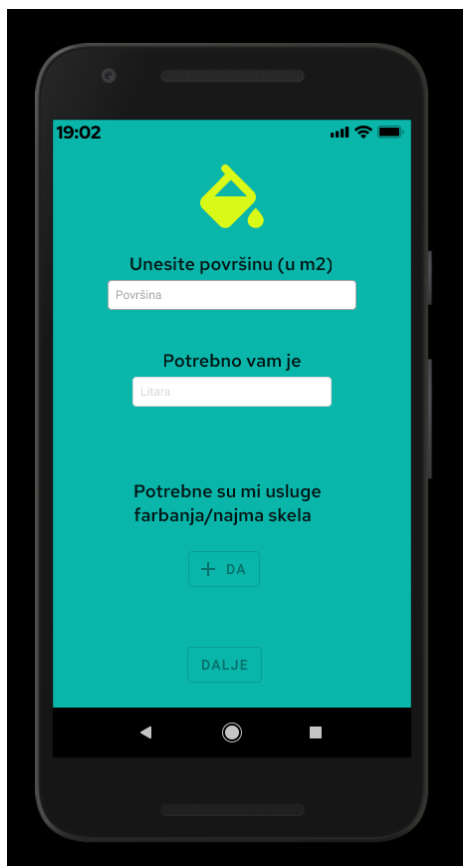 19:02
Unesite površinu (u m2)
Površina
Potrebno vam je
Litara
Potrebne su mi usluge
farbanja/najma skela
+ DA
DALJE